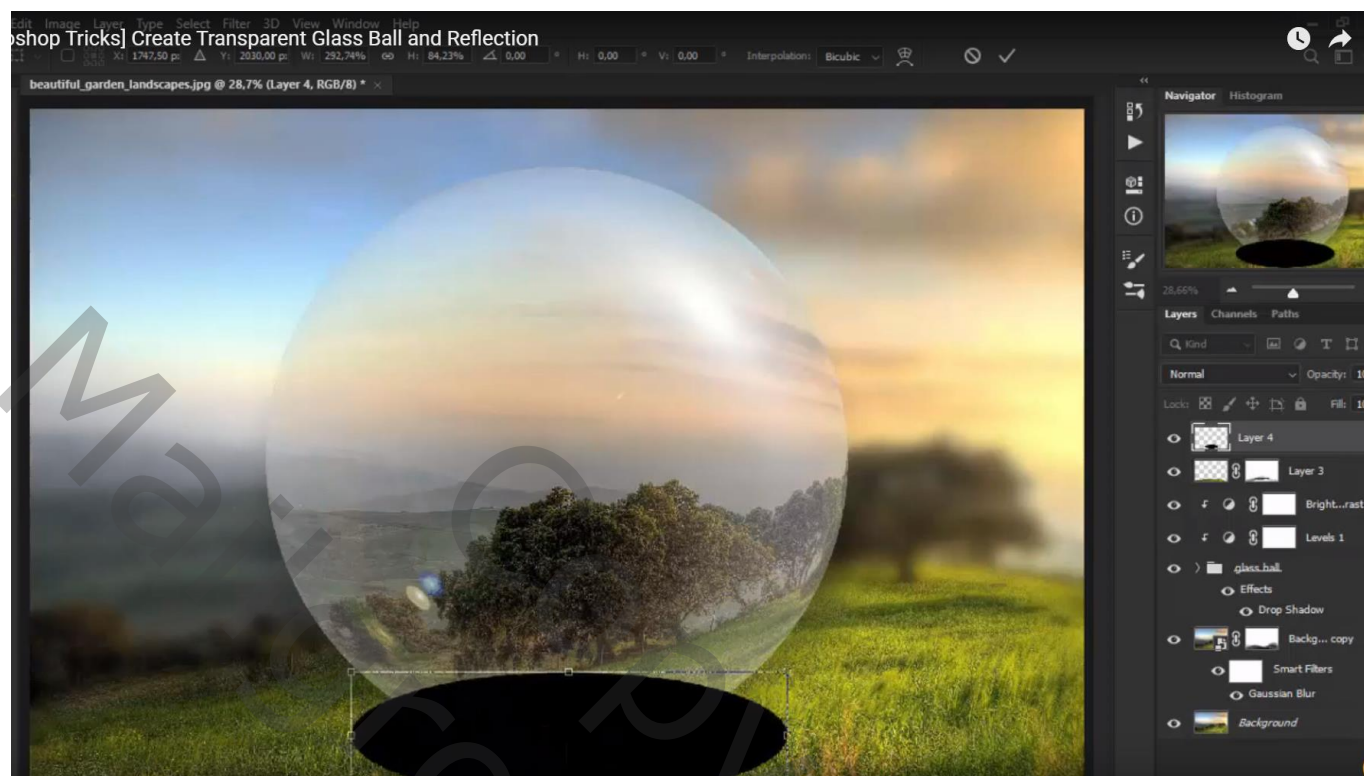 Edit Image Layer Type Select Filter 3D View Window Help
oshop Tricks] Create Transparent Glass Ball and Reflection
X: 1747,50 p: Y: 2030,00 p: W: 292,74% H: 84,23% 0,00 ° H: 0,00 ° V: 0,00 ° Interpolation: Bicubic
beautiful_garden_landscapes.jpg @ 28,7% (Layer 4, RGB/8) * ×
Navigator Histogram
28,66%
Layers Channels Paths
Kind
Normal Opacity: 10
Lock: Fill: 10
Layer 4
Layer 3
Bright...rast
Levels 1
glass ball
Effects
Drop Shadow
Backg... copy
Smart Filters
Gaussian Blur
Background